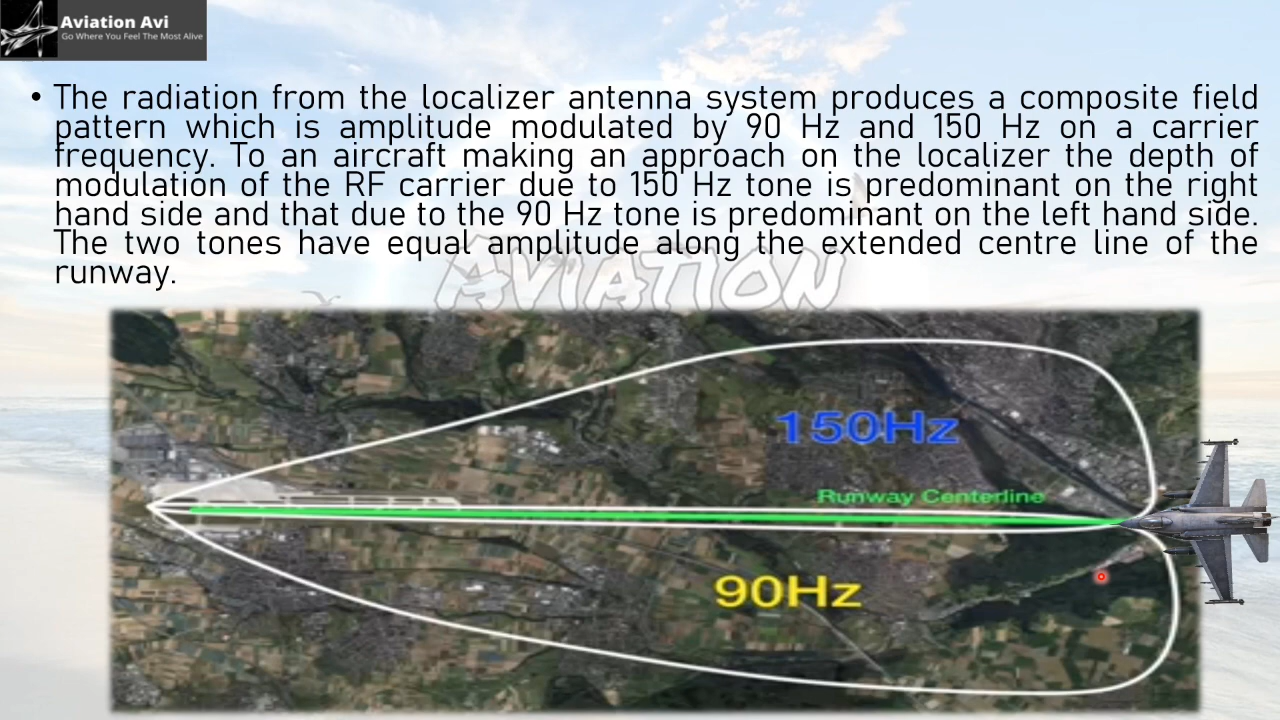 Aviation Avi
Go Where You Feel The Most Alive
• The radiation from the localizer antenna system produces a composite field
pattern which is amplitude modulated by 90 Hz and 150 Hz on a carrier
frequency. To an aircraft making an approach on the localizer the depth of
modulation of the RF carrier due to 150 Hz tone is predominant on the right
hand side and that due to the 90 Hz tone is predominant on the left hand side.
The two tones have equal amplitude along the extended centre line of the
runway.
AVIATION
150Hz
Runway Centerline
90Hz